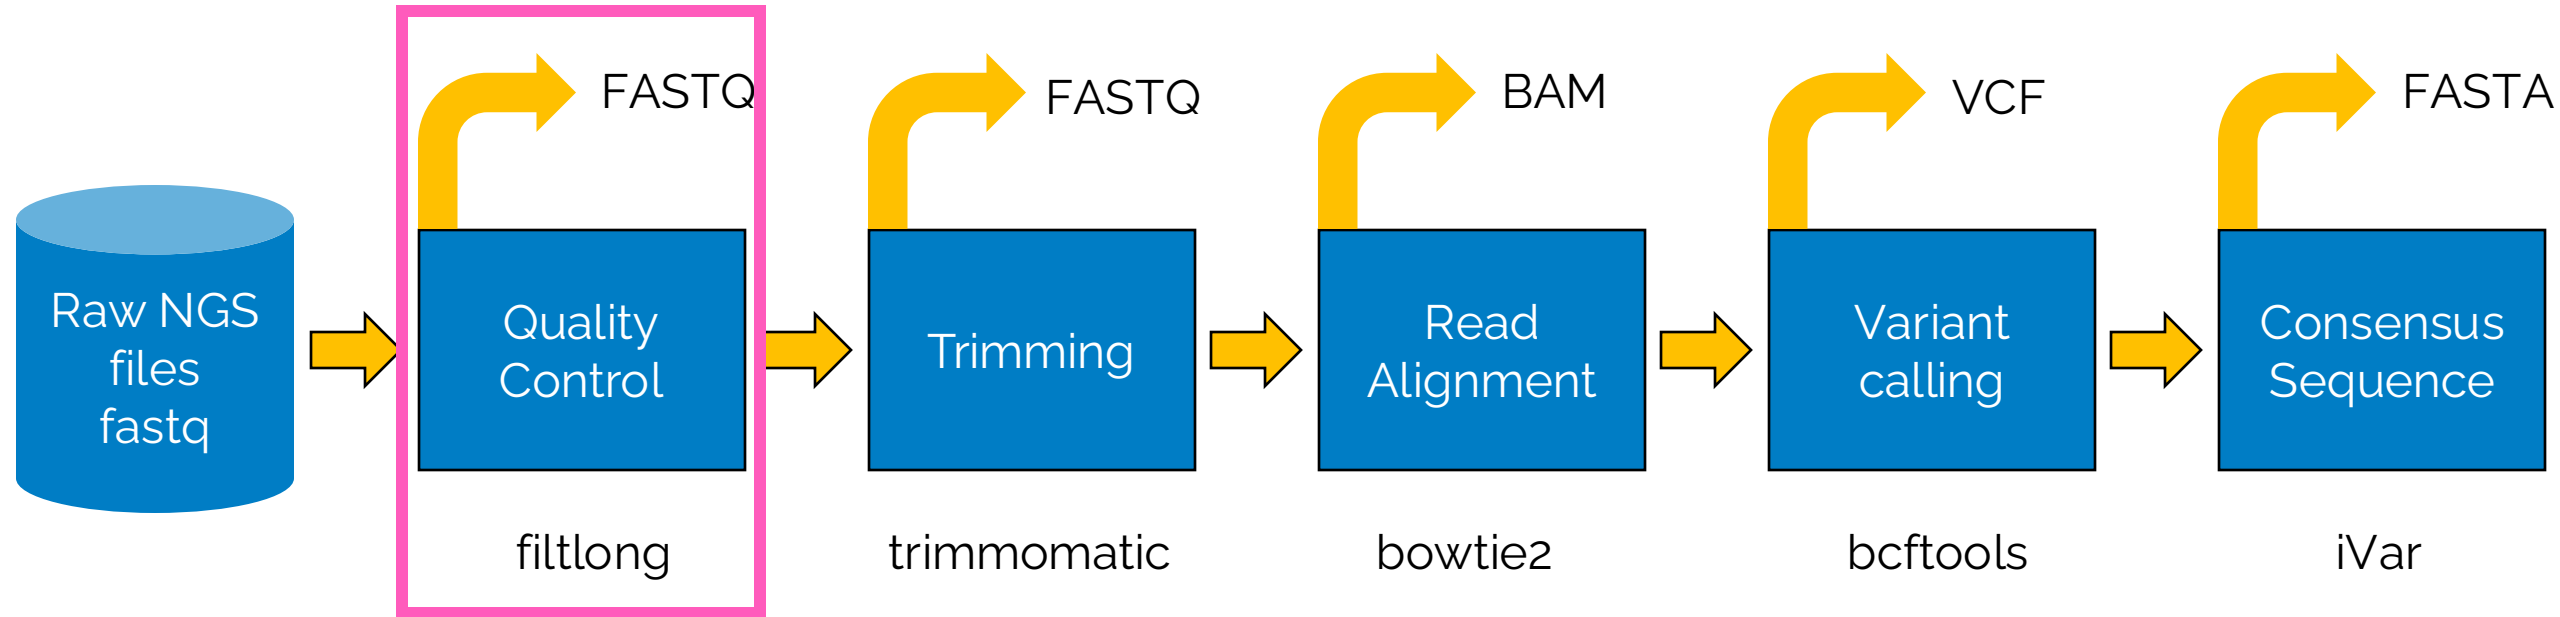 FASTQ
FASTQ
BAM
VCF
FASTA
Raw NGS
files
fastq
Quality
Control
Trimming
Read
Alignment
Variant
calling
Consensus
Sequence
filtlong
trimmomatic
bowtie2
bcftools
iVar